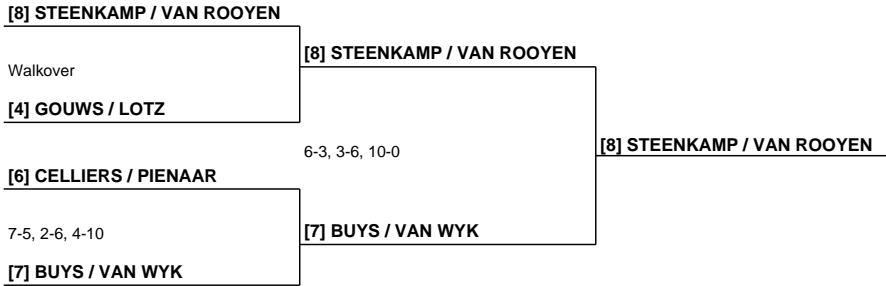 [8] STEENKAMP / VAN ROOYEN
Walkover
[4] GOUWS / LOTZ
[8] STEENKAMP / VAN ROOYEN
6-3, 3-6, 10-0
[6] CELLIERS / PIENAAR
7-5, 2-6, 4-10
[7] BUYS / VAN WYK
[7] BUYS / VAN WYK
[8] STEENKAMP / VAN ROOYEN